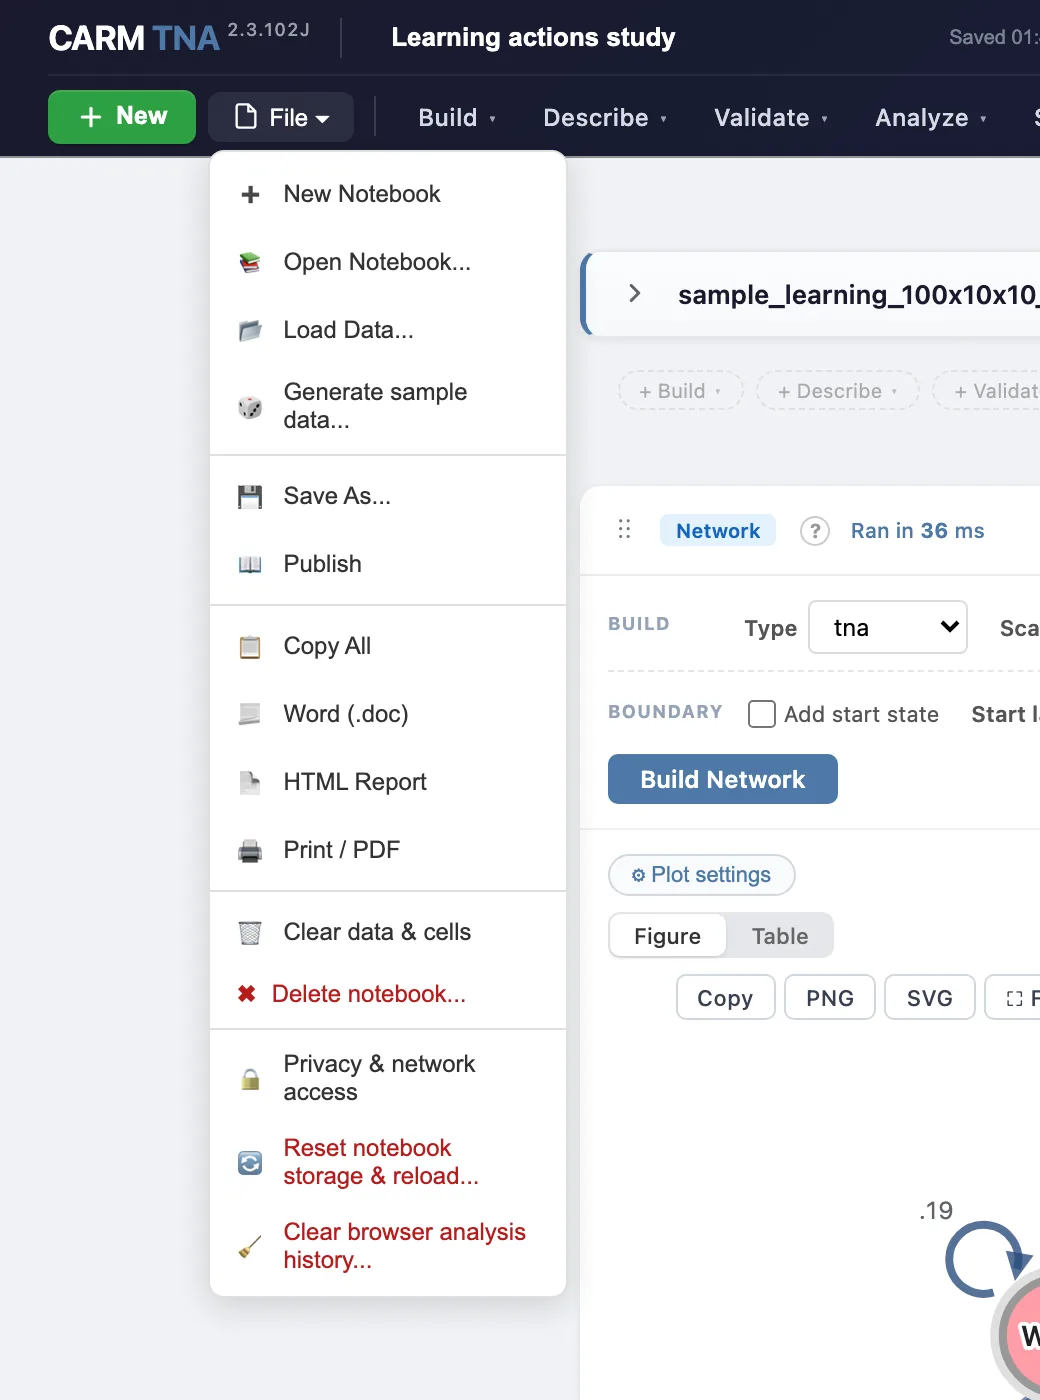 CARM TNA 2.3.102J
Learning actions study
Saved 01:
+ New
File
Build
Describe
Validate
Analyze
New Notebook
Open Notebook...
Load Data...
Generate sample
data...
Save As...
Publish
Copy All
Word (.doc)
HTML Report
Print / PDF
Clear data & cells
Delete notebook...
Privacy & network
access
Reset notebook
storage & reload...
Clear browser analysis
history...
sample_learning_100x10x10_
+ Build
+ Describe
+ Validat
Network
?
Ran in 36 ms
BUILD
Type
tna
Sca
BOUNDARY
Add start state
Start l
Build Network
Plot settings
Figure
Table
Copy
PNG
SVG
F
.19
W